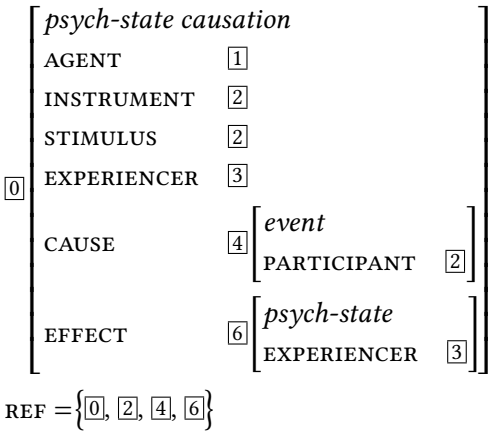 psych-state causation
AGENT 1
INSTRUMENT 2
STIMULUS 2
EXPERIENCER 3
0
event
CAUSE 4
PARTICIPANT 2
psych-state
EFFECT 6
EXPERIENCER 3
REF ={0, 2, 4, 6}